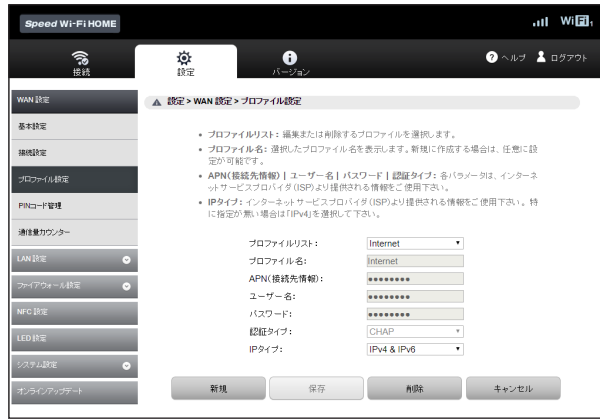 Speed Wi-Fi HOME
WiFi 1
接続
設定
バージョン
ヘルプ
ログアウト
WAN 設定
基本設定
接続設定
プロファイル設定
PINコード管理
通信量カウンター
LAN 設定
ファイアウォール設定
NFC 設定
LED 設定
システム設定
オンラインアップデート
設定 > WAN 設定 > プロファイル設定
• プロファイルリスト: 編集または削除するプロファイルを選択します。
• プロファイル名: 選択したプロファイル名を表示します。新規に作成する場合は、任意に設
定が可能です。
• APN(接続先情報) | ユーザー名 | パスワード | 認証タイプ: 各パラメータは、インターネ
ットサービスプロバイダ(ISP)より提供される情報をご使用下さい。
• IPタイプ: インターネットサービスプロバイダ(ISP)より提供される情報をご使用下さい。特
に指定が無い場合は「IPv4」を選択して下さい。
プロファイルリスト: Internet
プロファイル名: Internet
APN(接続先情報): ••••••••
ユーザー名: ••••••••
パスワード: ••••••••
認証タイプ: CHAP
IPタイプ: IPv4 & IPv6
新規 保存 削除 キャンセル